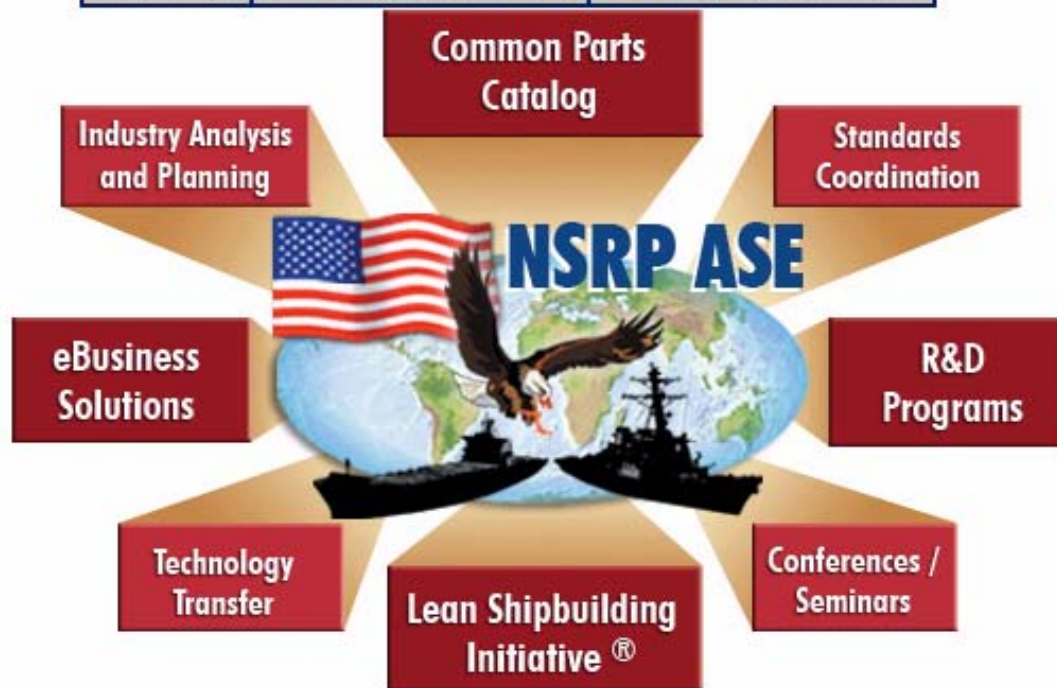 Common Parts
Catalog
Industry Analysis
and Planning
Standards
Coordination
NSRP ASE
eBusiness
Solutions
R&D
Programs
Technology
Transfer
Lean Shipbuilding
Initiative ®
Conferences /
Seminars